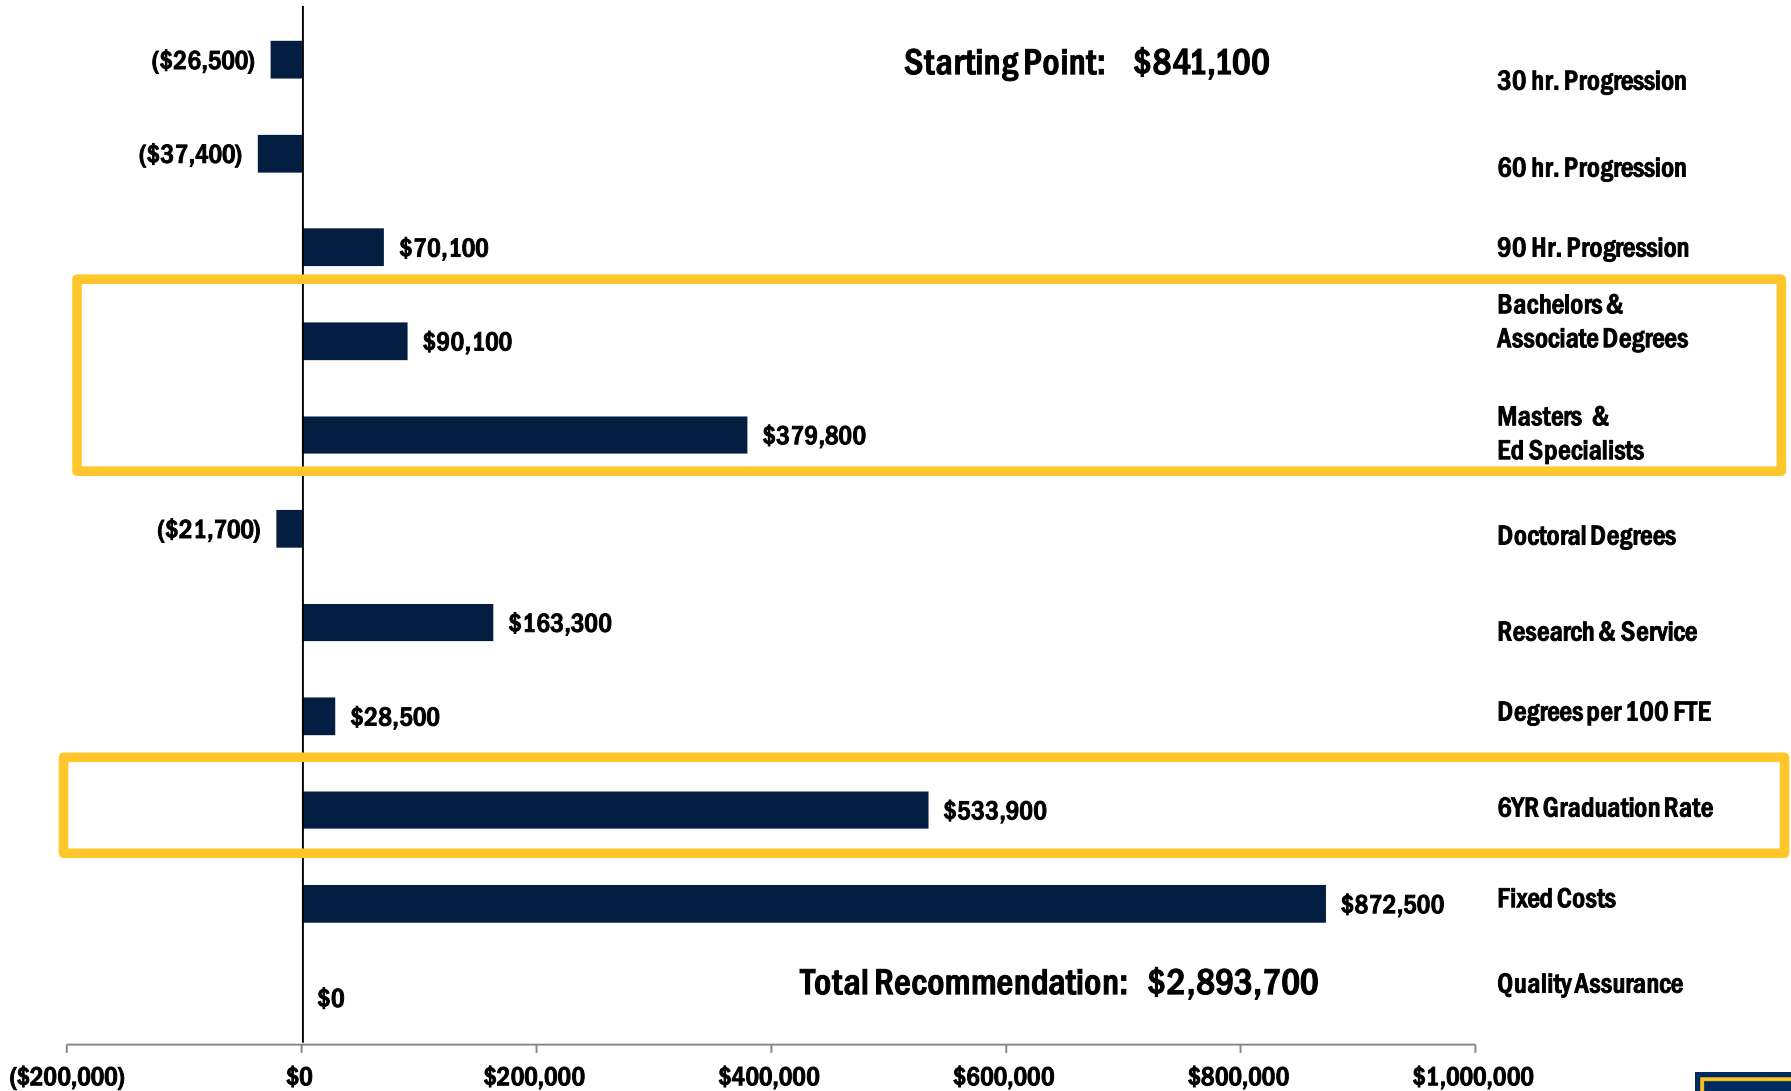 Starting Point: $841,100
($26,500)
30 hr. Progression
($37,400)
60 hr. Progression
$70,100
90 Hr. Progression
$90,100
Bachelors &
Associate Degrees
$379,800
Masters &
Ed Specialists
($21,700)
Doctoral Degrees
$163,300
Research & Service
$28,500
Degrees per 100 FTE
$533,900
6YR Graduation Rate
$872,500
Fixed Costs
Total Recommendation: $2,893,700
$0
Quality Assurance
($200,000) $0 $200,000 $400,000 $600,000 $800,000 $1,000,000